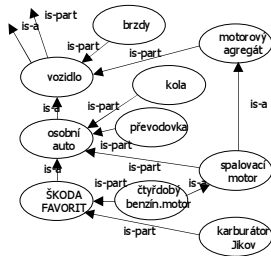 is-part
is-a
brzdy
is-part
motorový
agregát
vozidlo
is-part
kola
is-a
is-part
is-a
převodovka
osobní
auto
is-part
is-part
is-a
spalovací
motor
is-part
čtyřdobý
benzín.motor
is-a
ŠKODA
FAVORIT
is-part
karburátor
Jikov